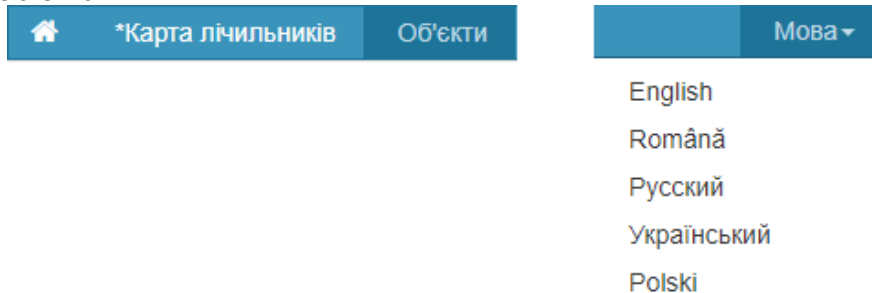 *Карта лічильників Об'єкти
Мова
English
Română
Русский
Український
Polski